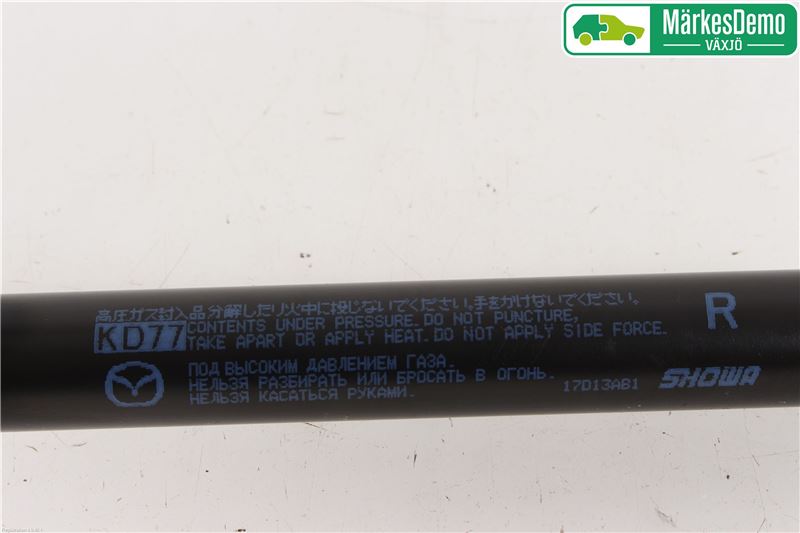 MärkesDemo
VÄXJÖ
高圧ガス封入品分解したり火中に投じないでください。手をかけないでください。
KD77
CONTENTS UNDER PRESSURE. DO NOT PUNCTURE,
TAKE APART OR APPLY HEAT. DO NOT APPLY SIDE FORCE.
R
ПОД ВЫСОКИМ ДАВЛЕНИЕМ ГАЗА.
НЕЛЬЗЯ РАЗБИРАТЬ ИЛИ БРОСАТЬ В ОГОНЬ.
НЕЛЬЗЯ КАСАТЬСЯ РУКАМИ.
17D13AB1
SHOWA